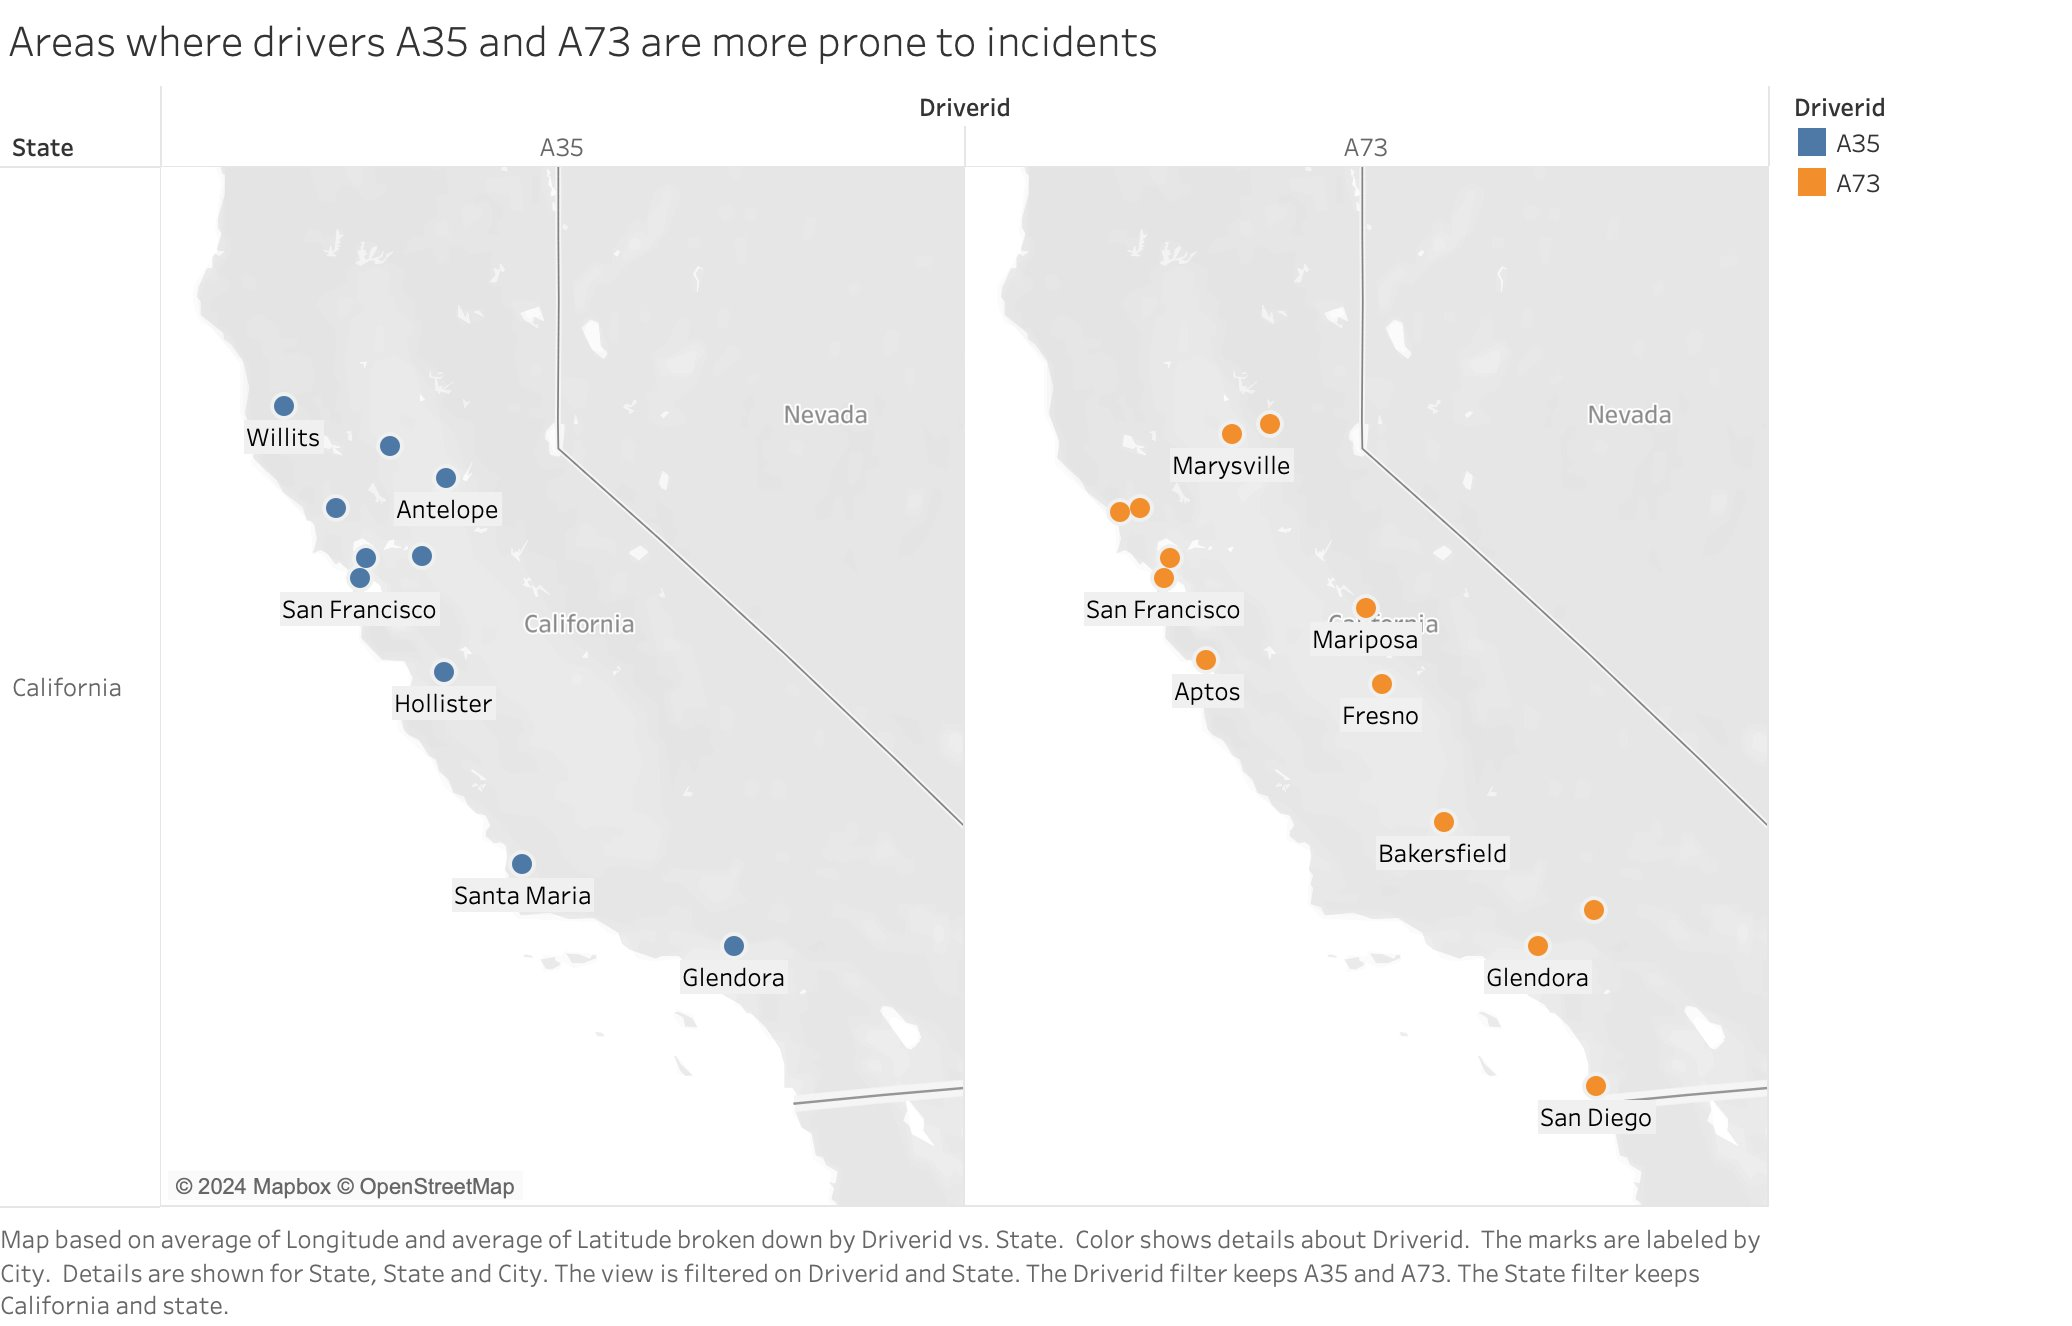 Areas where drivers A35 and A73 are more prone to incidents
Driverid
State
A35
A73
Driverid
A35
A73
California
Nevada
California
Willits
Antelope
San Francisco
Hollister
Santa Maria
Glendora
© 2024 Mapbox © OpenStreetMap
Nevada
Marysville
San Francisco
Mariposa
Aptos
Fresno
Bakersfield
Glendora
San Diego
Map based on average of Longitude and average of Latitude broken down by Driverid vs. State.  Color shows details about Driverid.  The marks are labeled by
City.  Details are shown for State, State and City. The view is filtered on Driverid and State. The Driverid filter keeps A35 and A73. The State filter keeps
California and state.